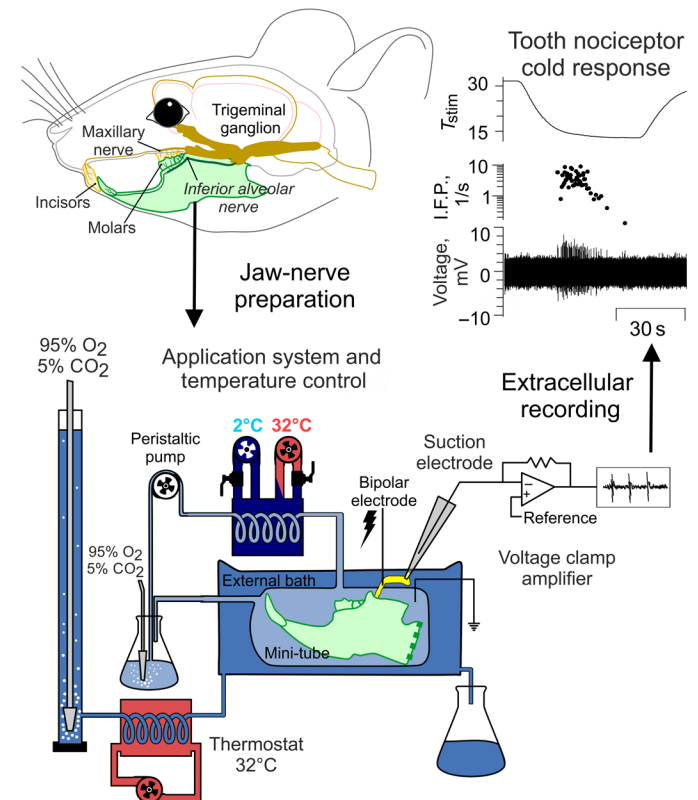 Tooth nociceptor
cold response
30
15
Tstim
10
1
I.F.P.,
1/s
10
0
−10
Voltage,
mV
30 s
Trigeminal
ganglion
Maxillary
nerve
Incisors
Molars
Inferior alveolar
nerve
Jaw-nerve
preparation
95% O2
5% CO2
Application system and
temperature control
Extracellular
recording
2°C 32°C
Peristaltic
pump
Suction
electrode
Bipolar
electrode
−
+
Reference
Voltage clamp
amplifier
95% O2
5% CO2
External bath
Mini-tube
Thermostat
32°C